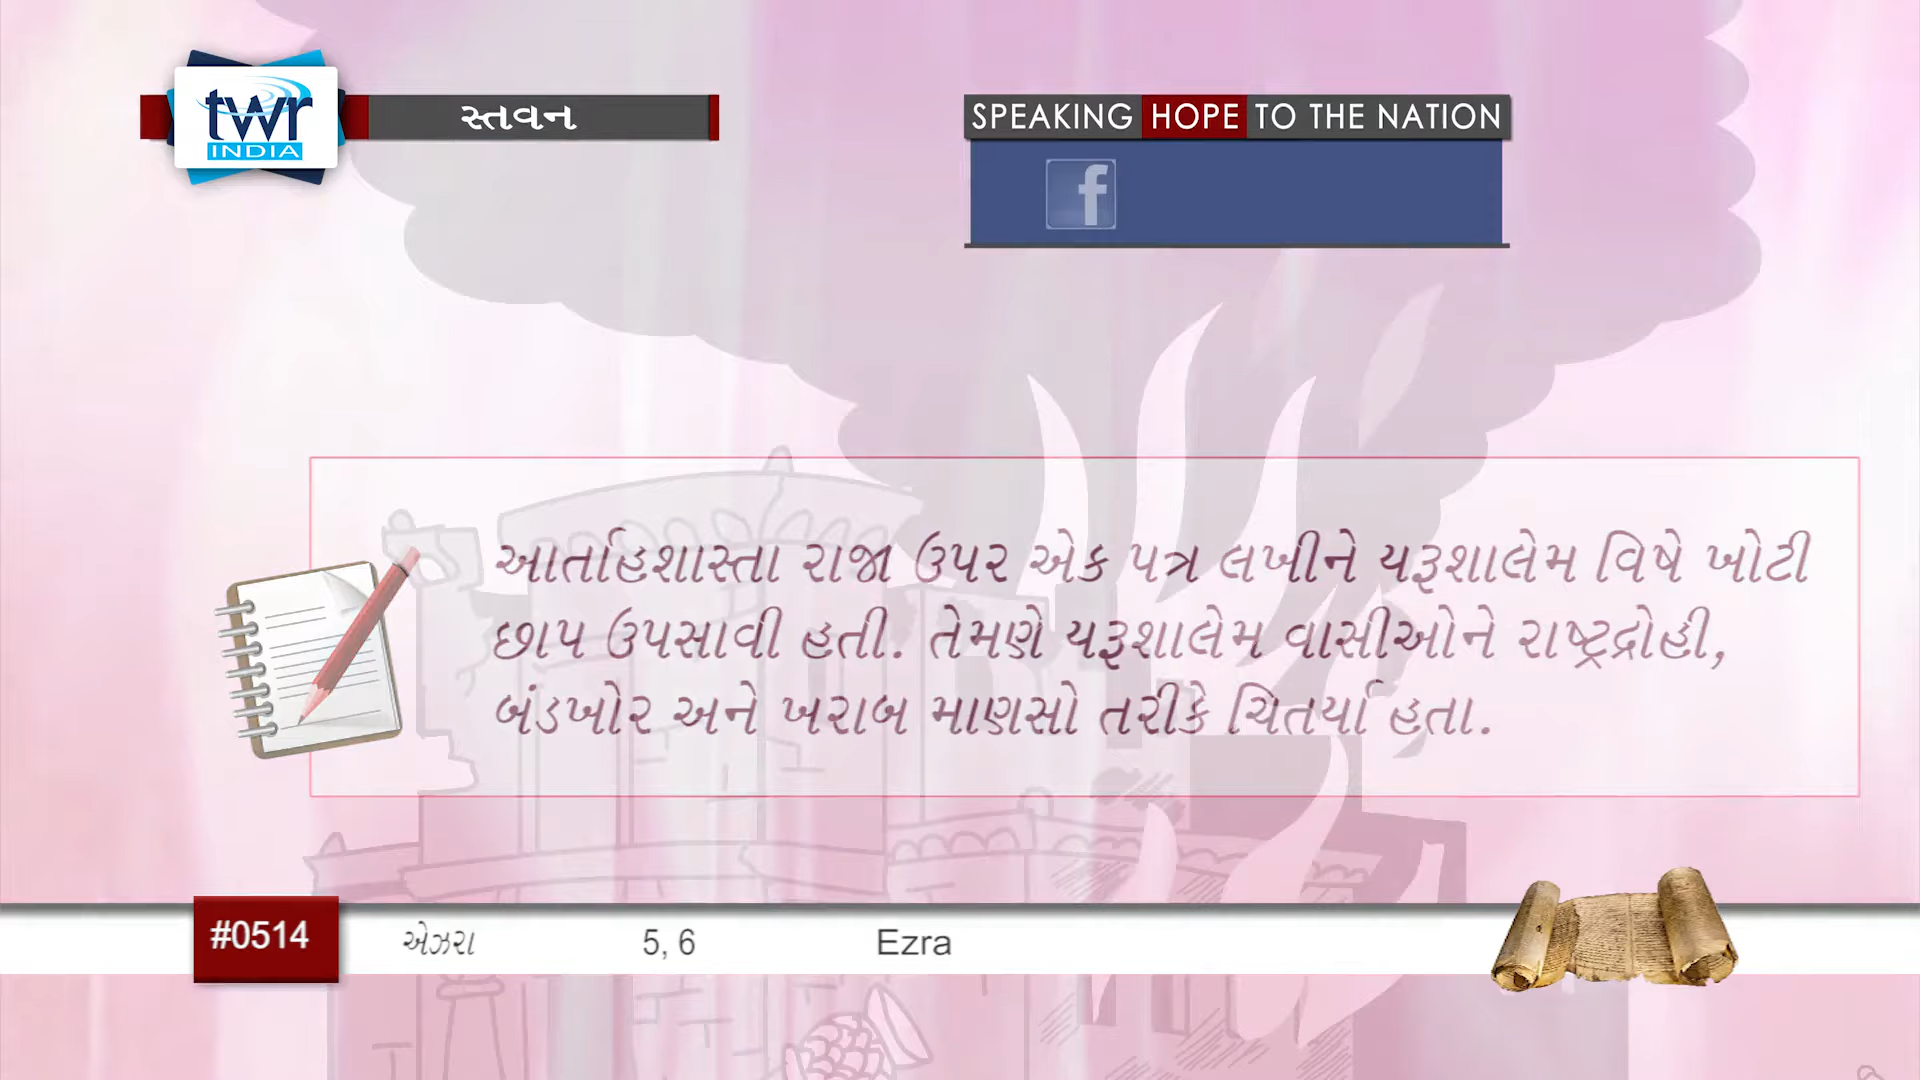 twr
INDIA
સ્તવન
SPEAKING HOPE TO THE NATION
f
આર્તાહશાસ્તા રાજા ઉપર એક પત્ર લખીને યરૂશાલેમ વિષે ખોટી
છાપ ઉપસાવી હતી. તેમણે યરૂશાલેમ વાસીઓને રાષ્ટ્રદ્રોહી,
બંડખોર અને ખરાબ માણસો તરીકે ચિતર્યા હતા.
#0514 એઝરા 5, 6 Ezra